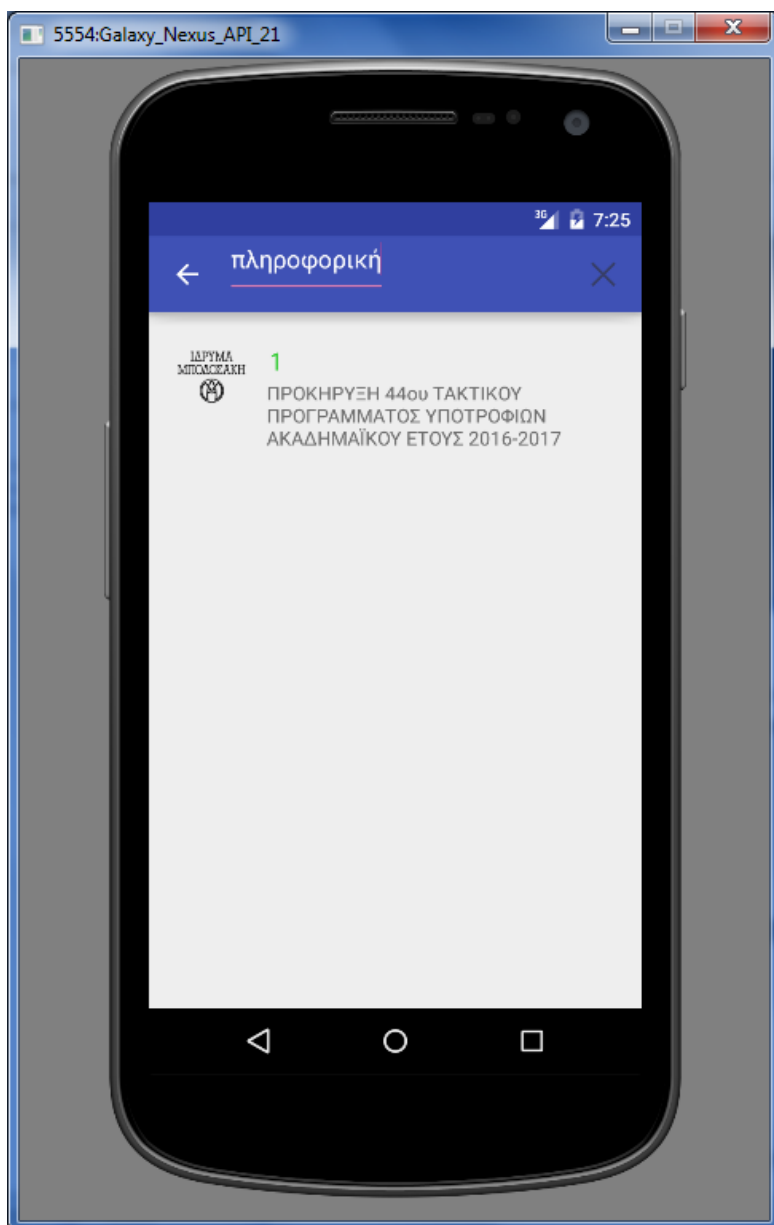 5554:Galaxy_Nexus_API_21
3G 7:25
πληροφορική
ΙΔΡΥΜΑ
ΜΠΟΔΟΣΑΚΗ
1
ΠΡΟΚΗΡΥΞΗ 44ου ΤΑΚΤΙΚΟΥ
ΠΡΟΓΡΑΜΜΑΤΟΣ ΥΠΟΤΡΟΦΙΩΝ
ΑΚΑΔΗΜΑΪΚΟΥ ΕΤΟΥΣ 2016-2017